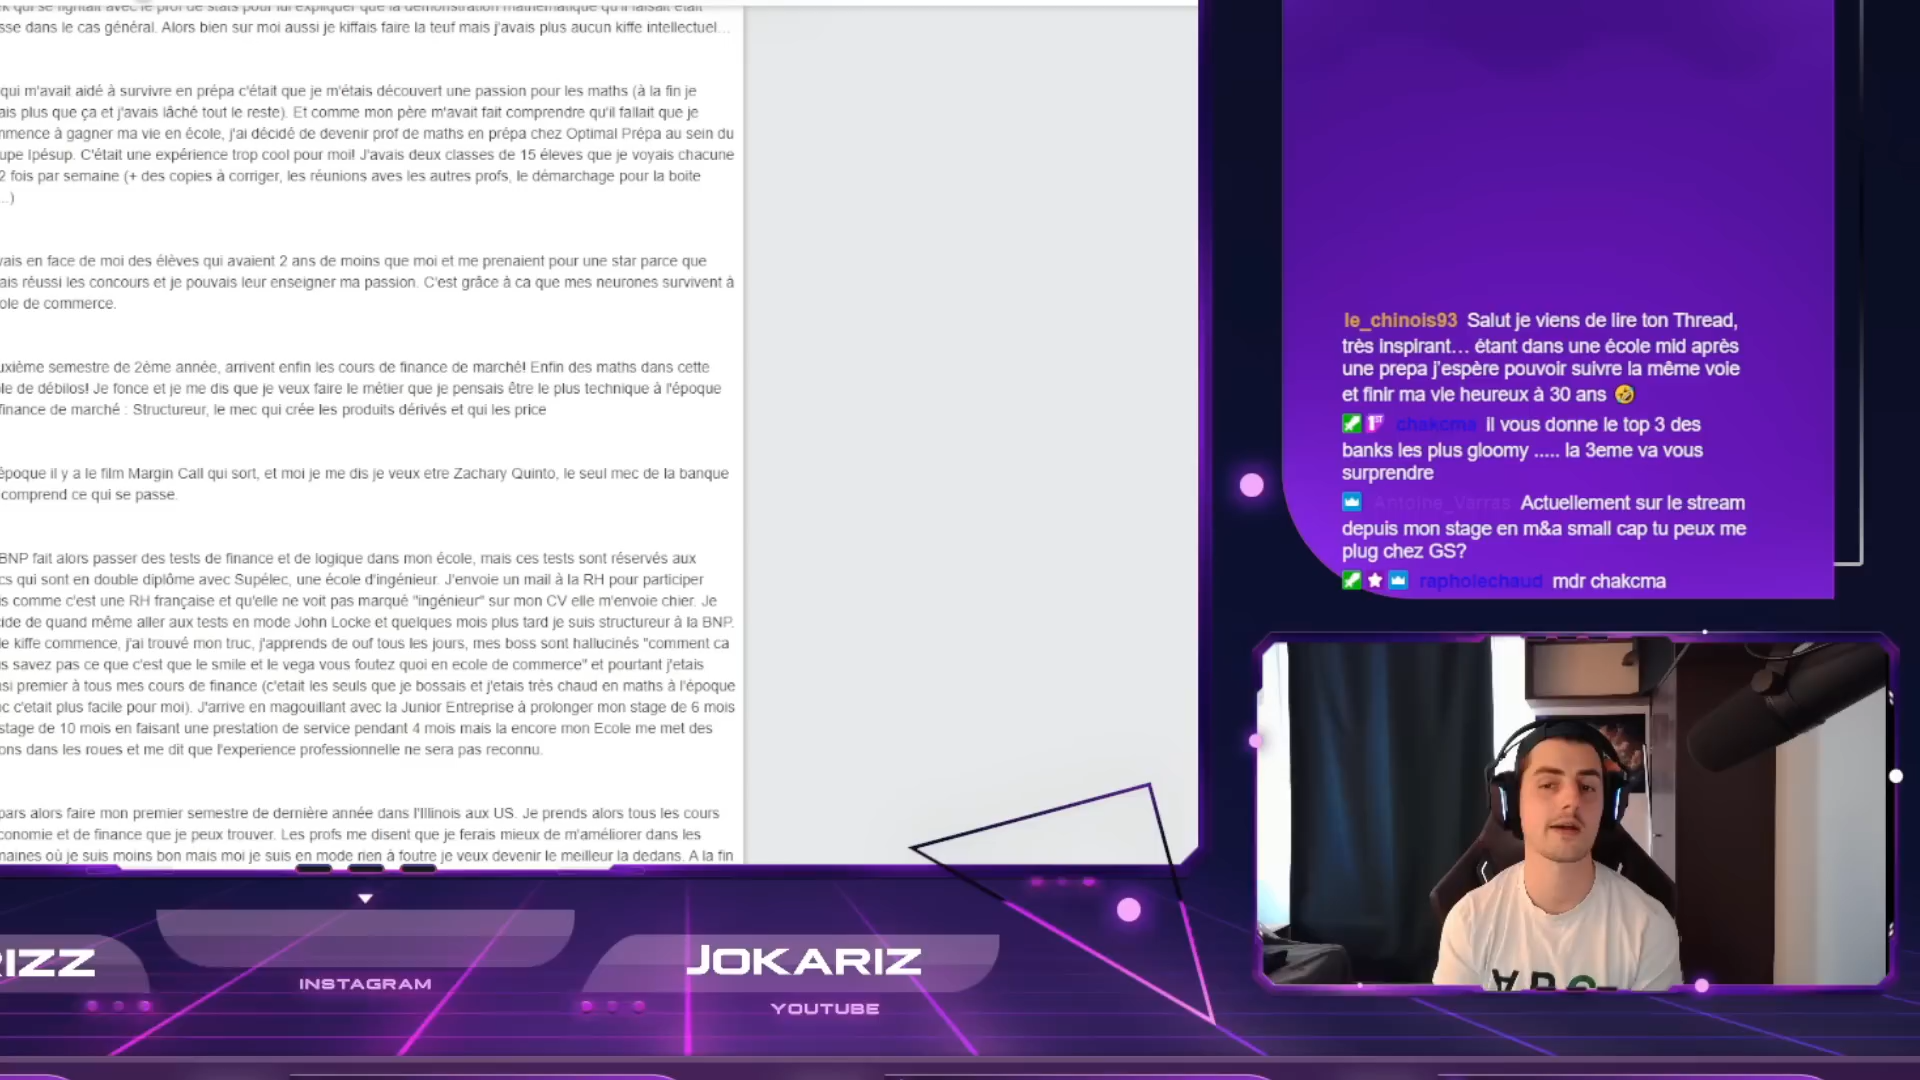 qui se fightait avec le prof de stats pour lui expliquer que la démonstration mathématique qu'il faisait était
sse dans le cas général. Alors bien sur moi aussi je kiffais faire la teuf mais j'avais plus aucun kiffe intellectuel…
qui m'avait aidé à survivre en prépa c'était que je m'étais découvert une passion pour les maths (à la fin je
ais plus que ça et j'avais lâché tout le reste). Et comme mon père m'avait fait comprendre qu'il fallait que je
mmence à gagner ma vie en école, j'ai décidé de devenir prof de maths en prépa chez Optimal Prépa au sein du
upe Ipésup. C'était une expérience trop cool pour moi! J'avais deux classes de 15 éleves que je voyais chacune
2 fois par semaine (+ des copies à corriger, les réunions aves les autres profs, le démarchage pour la boite
…)
vais en face de moi des élèves qui avaient 2 ans de moins que moi et me prenaient pour une star parce que
ais réussi les concours et je pouvais leur enseigner ma passion. C'est grâce à ca que mes neurones survivent à
ole de commerce.
uxième semestre de 2ème année, arrivent enfin les cours de finance de marché! Enfin des maths dans cette
le de débilos! Je fonce et je me dis que je veux faire le métier que je pensais être le plus technique à l'époque
finance de marché : Structureur, le mec qui crée les produits dérivés et qui les price
époque il y a le film Margin Call qui sort, et moi je me dis je veux etre Zachary Quinto, le seul mec de la banque
comprend ce qui se passe.
BNP fait alors passer des tests de finance et de logique dans mon école, mais ces tests sont réservés aux
cs qui sont en double diplôme avec Supélec, une école d'ingénieur. J'envoie un mail à la RH pour participer
is comme c'est une RH française et qu'elle ne voit pas marqué "ingénieur" sur mon CV elle m'envoie chier. Je
ide de quand même aller aux tests en mode John Locke et quelques mois plus tard je suis structureur à la BNP.
le kiffe commence, j'ai trouvé mon truc, j'apprends de ouf tous les jours, mes boss sont hallucinés "comment ca
s savez pas ce que c'est que le smile et le vega vous foutez quoi en ecole de commerce" et pourtant j'etais
si premier à tous mes cours de finance (c'etait les seuls que je bossais et j'etais très chaud en maths à l'époque
c c'etait plus facile pour moi). J'arrive en magouillant avec la Junior Entreprise à prolonger mon stage de 6 mois
stage de 10 mois en faisant une prestation de service pendant 4 mois mais la encore mon Ecole me met des
ons dans les roues et me dit que l'experience professionnelle ne sera pas reconnu.
pars alors faire mon premier semestre de dernière année dans l'Illinois aux US. Je prends alors tous les cours
conomie et de finance que je peux trouver. Les profs me disent que je ferais mieux de m'améliorer dans les
maines où je suis moins bon mais moi je suis en mode rien à foutre je veux devenir le meilleur la dedans. A la fin
le_chinois93 Salut je viens de lire ton Thread,
très inspirant… étant dans une école mid après
une prepa j'espère pouvoir suivre la même voie
et finir ma vie heureux à 30 ans 🤣
chakcma Il vous donne le top 3 des
banks les plus gloomy ..... la 3eme va vous
surprendre
Antoine_Varras Actuellement sur le stream
depuis mon stage en m&a small cap tu peux me
plug chez GS?
rapholechaud mdr chakcma
IZZ
INSTAGRAM
JOKARIZ
YOUTUBE